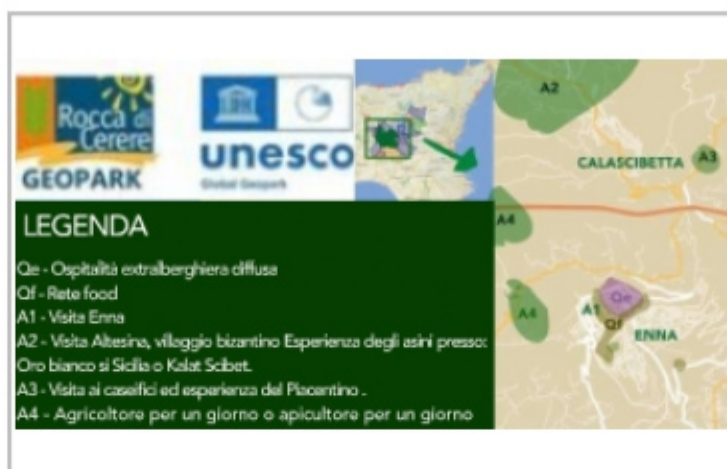 Rocca di
Cerere
GEOPARK
unesco
Global Geopark
LEGENDA
Qe - Ospitalità extralberghiera diffusa
Qf - Rete food
A1 - Visita Enna
A2 - Visita Altesina, villaggio bizantino Esperienza degli asini presso:
Oro bianco si Sicilia o Kalat Scibet.
A3 - Visita ai caseifici ed esperienza del Piacentino .
A4 - Agricoltore per un giorno o apicultore per un giorno
A2
CALASCIBETTA
A3
A4
A4
A1
Qe
Qf
ENNA